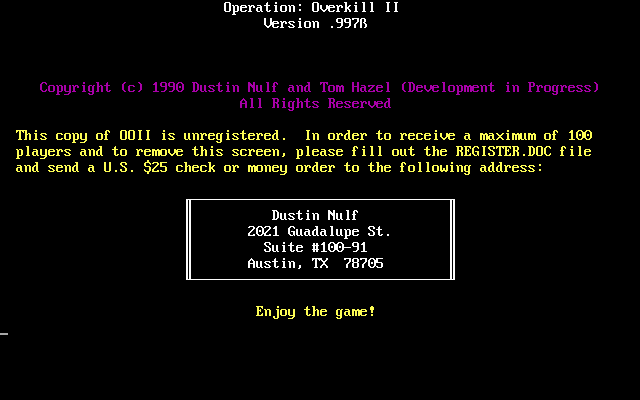 Operation: Overkill II
Version .997ß
Copyright (c) 1990 Dustin Nulf and Tom Hazel (Development in Progress)
All Rights Reserved
This copy of OOII is unregistered.  In order to receive a maximum of 100
players and to remove this screen, please fill out the REGISTER.DOC file
and send a U.S. $25 check or money order to the following address:
Dustin Nulf
2021 Guadalupe St.
Suite #100-91
Austin, TX  78705
Enjoy the game!